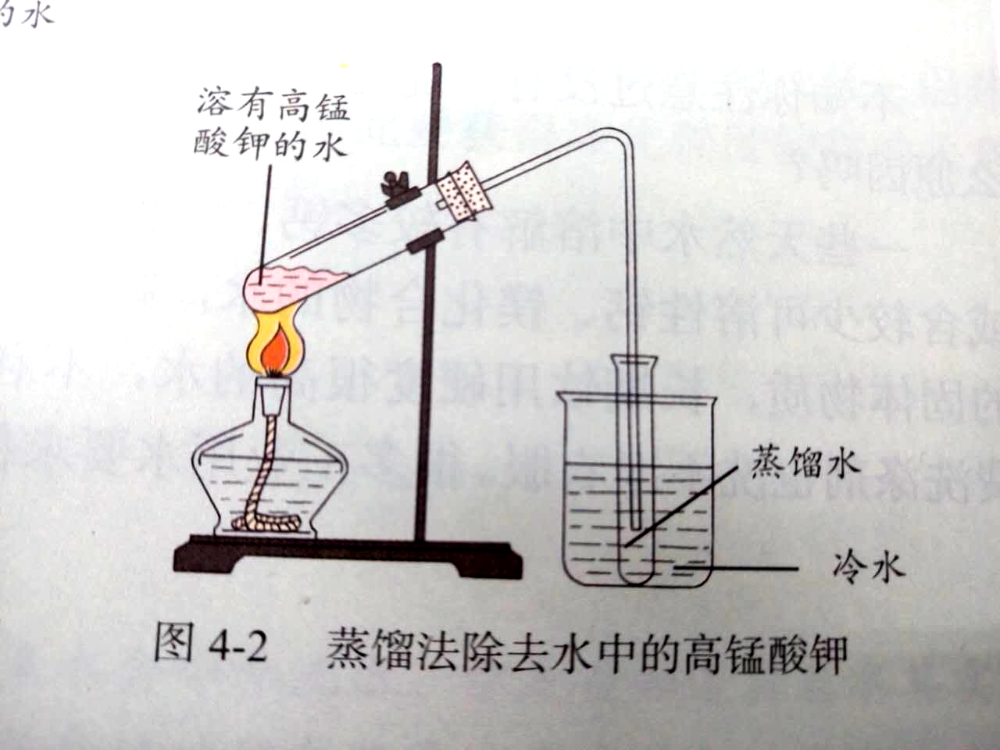 的水
溶有高锰
酸钾的水
蒸馏水
冷水
图 4-2 蒸馏法除去水中的高锰酸钾